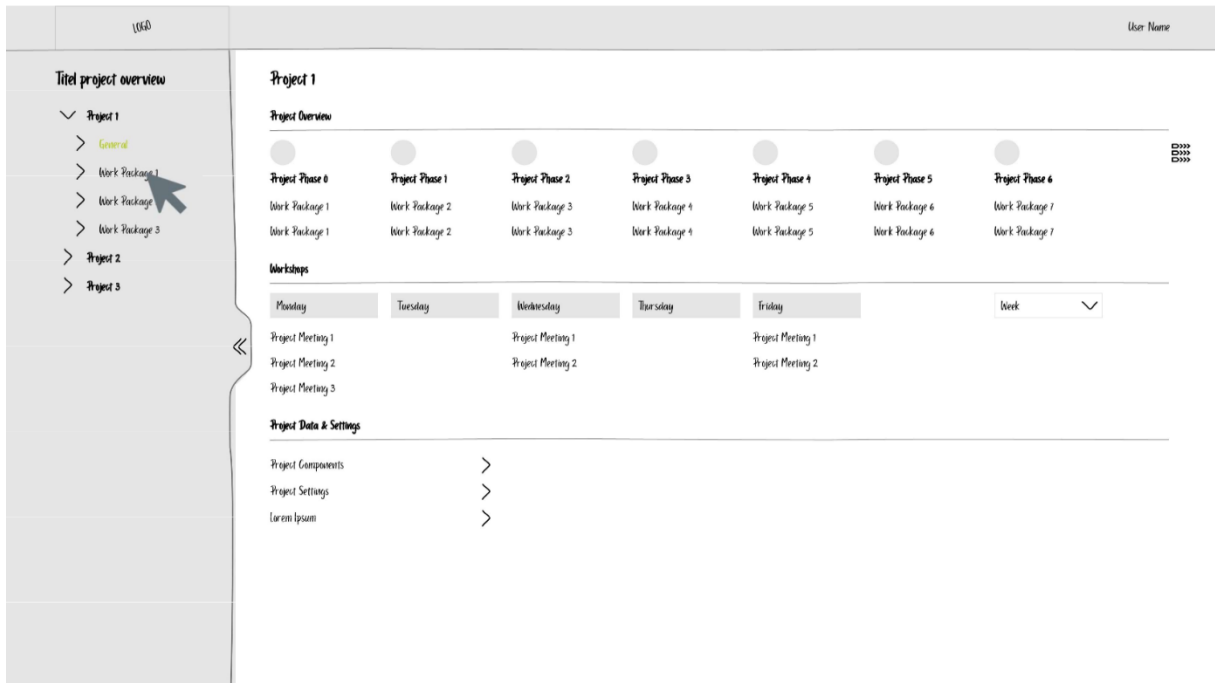 LOGO
User Name
Titel project overview
Project 1
General
Work Package 1
Work Package
Work Package 3
Project 2
Project 3
Project 1
Project Overview
Project Phase 0 Project Phase 1 Project Phase 2 Project Phase 3 Project Phase 4 Project Phase 5 Project Phase 6
Work Package 1 Work Package 2 Work Package 3 Work Package 4 Work Package 5 Work Package 6 Work Package 7
Work Package 1 Work Package 2 Work Package 3 Work Package 4 Work Package 5 Work Package 6 Work Package 7
Workshops
Monday Tuesday Wednesday Thursday Friday Week
Project Meeting 1 Project Meeting 1 Project Meeting 1
Project Meeting 2 Project Meeting 2 Project Meeting 2
Project Meeting 3
Project Data & Settings
Project Components
Project Settings
Lorem Ipsum